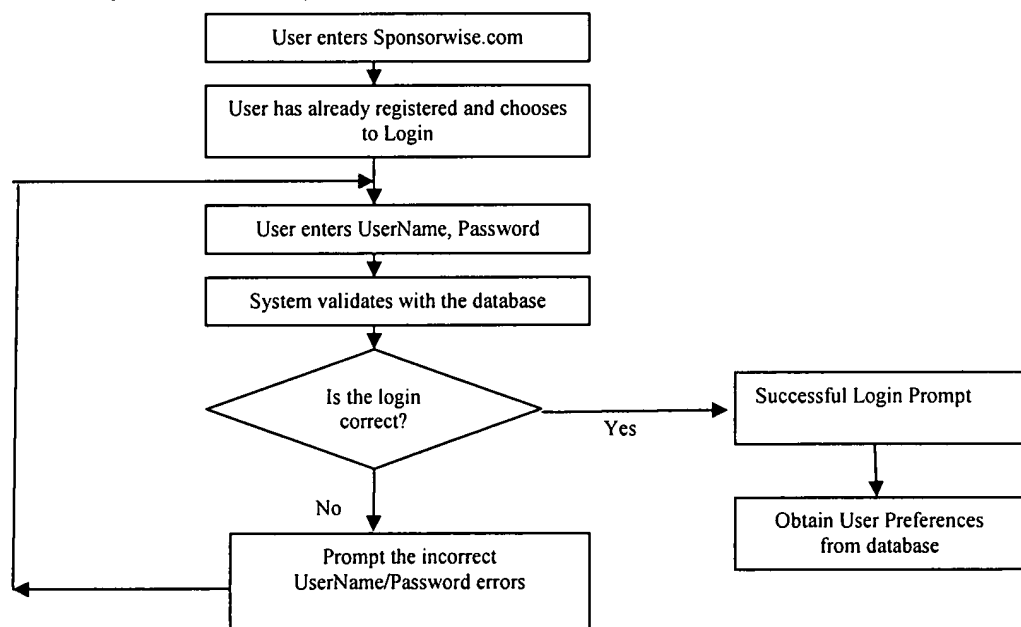 User enters Sponsorwise.com
User has already registered and chooses
to Login
User enters UserName, Password
System validates with the database
Is the login
correct?
Yes
Successful Login Prompt
Obtain User Preferences
from database
No
Prompt the incorrect
UserName/Password errors